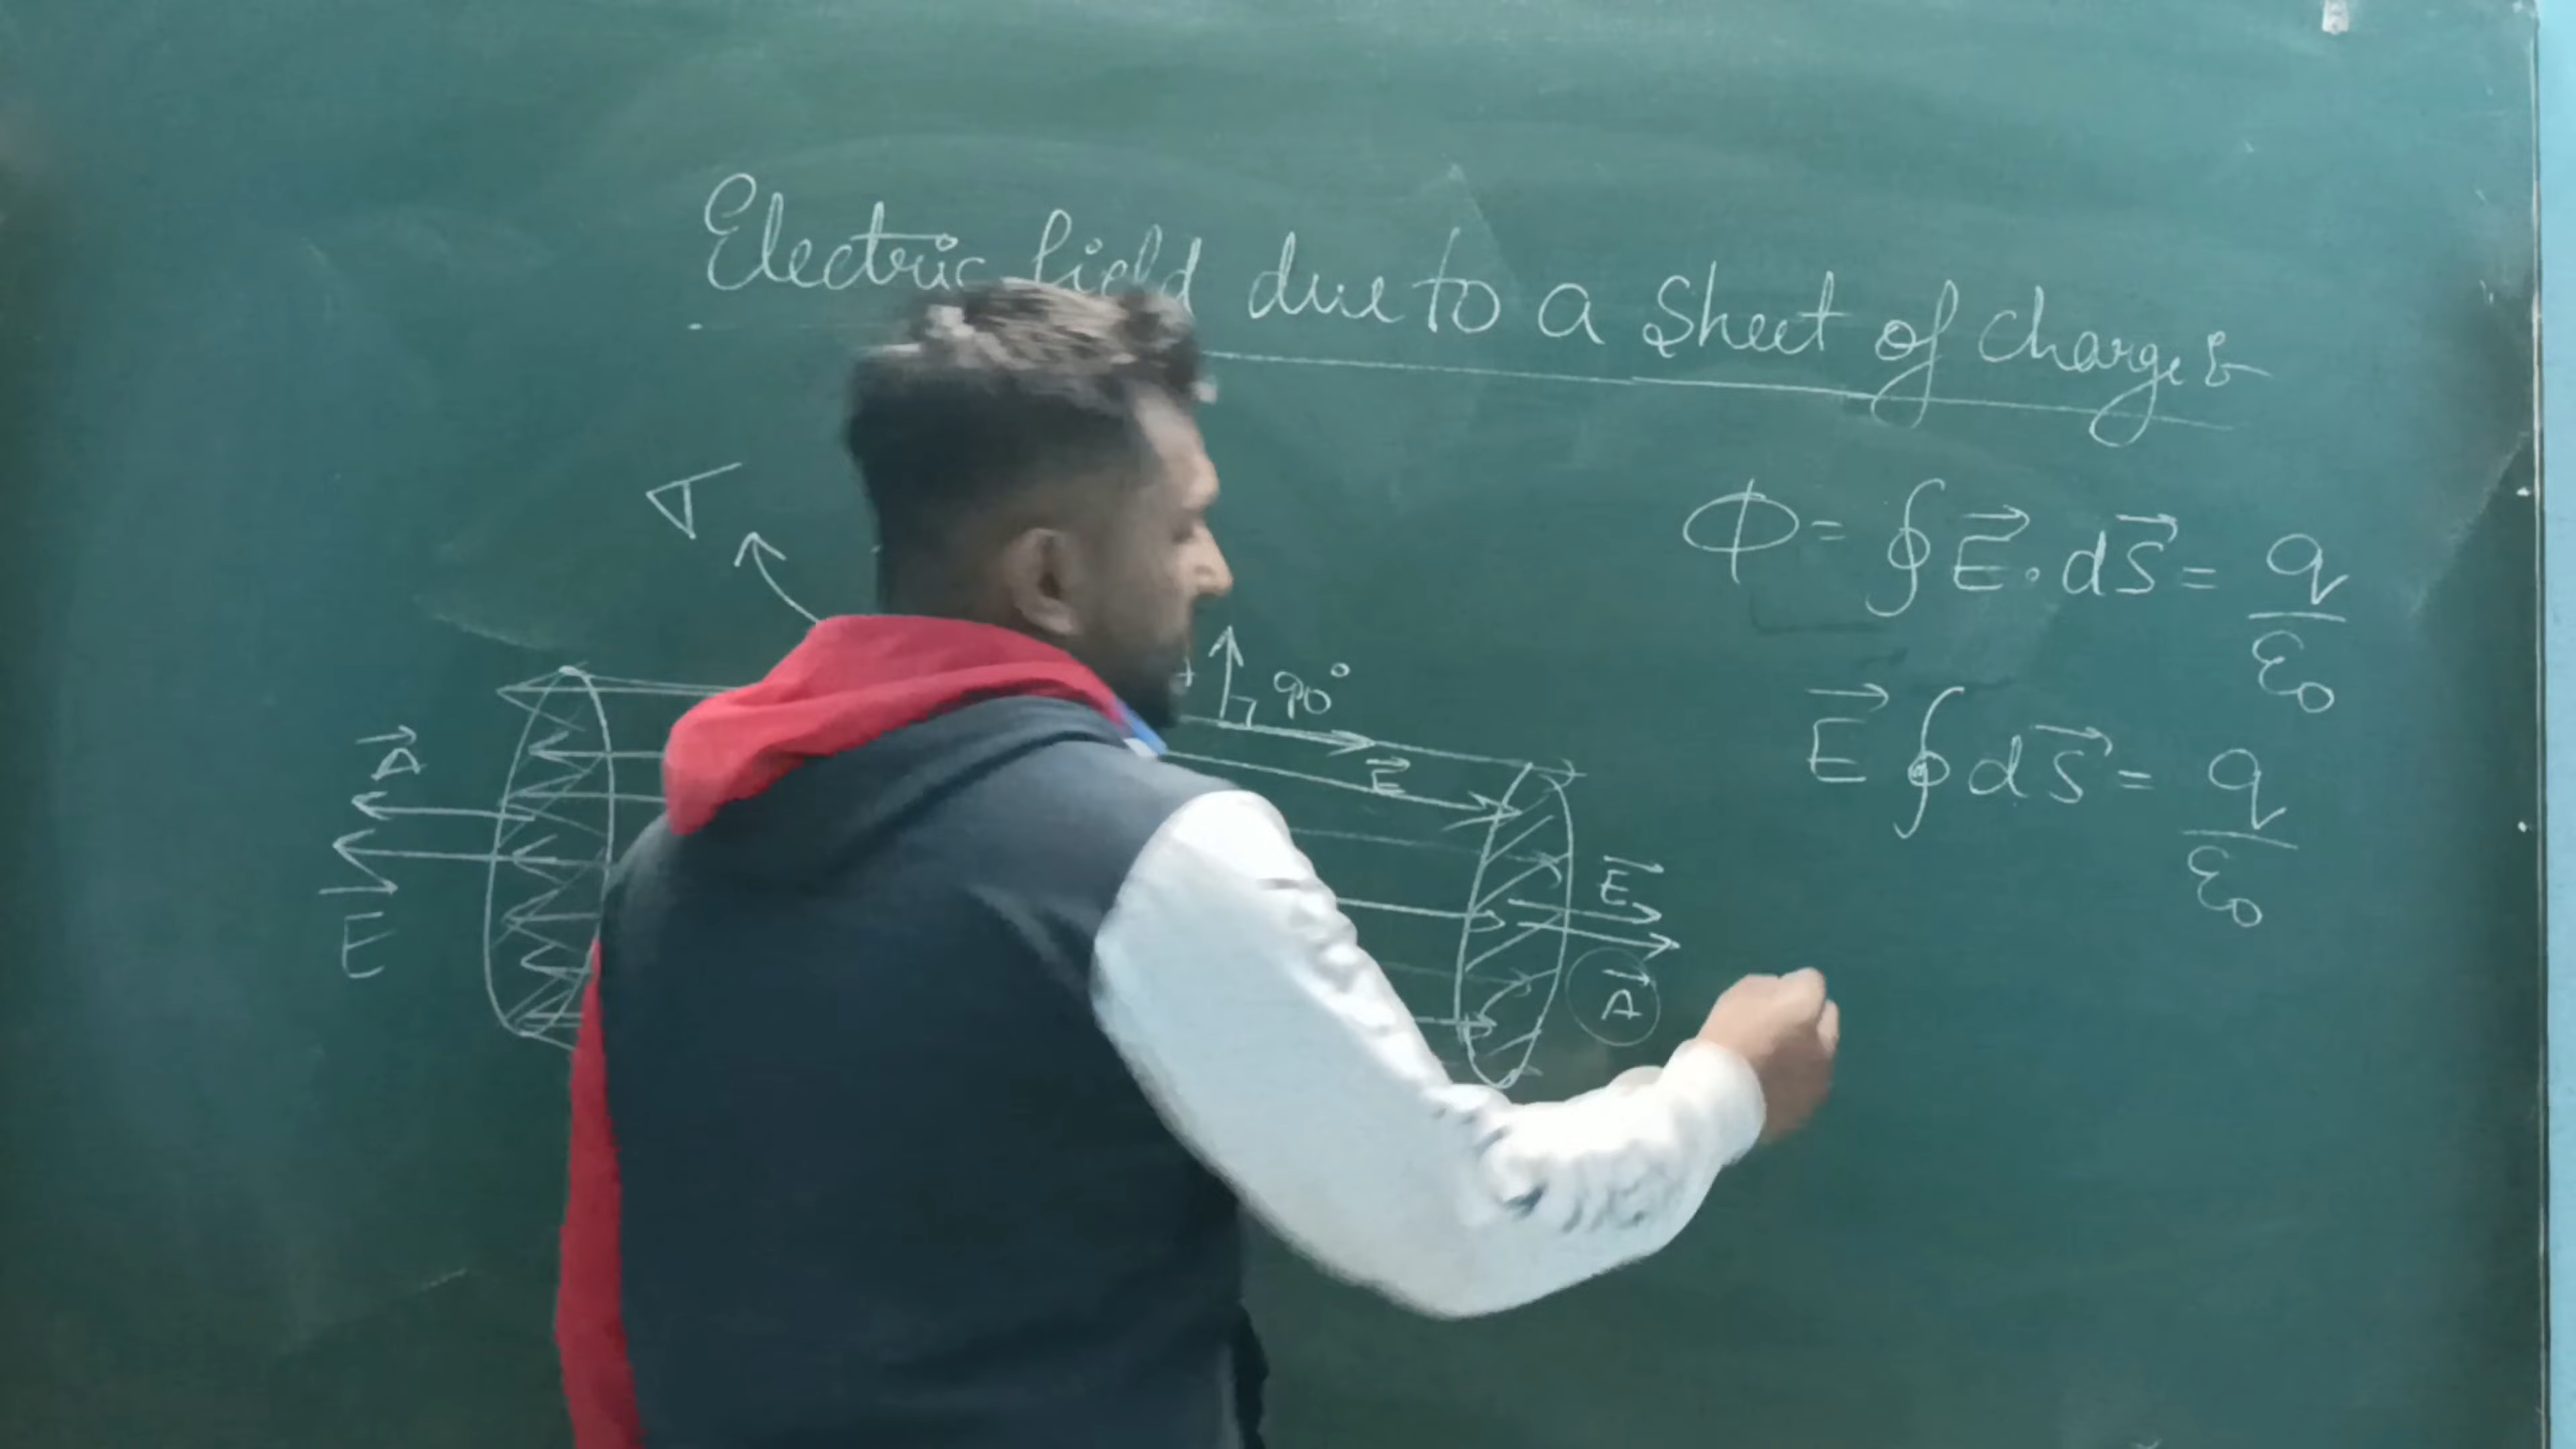 Electric field due to a Sheet of charge
Φ = ∮ E⃗ . dS⃗ = q / ε₀
E⃗ ∮ dS⃗ = q / ε₀
90°
E⃗
A⃗
E⃗
E⃗
A⃗